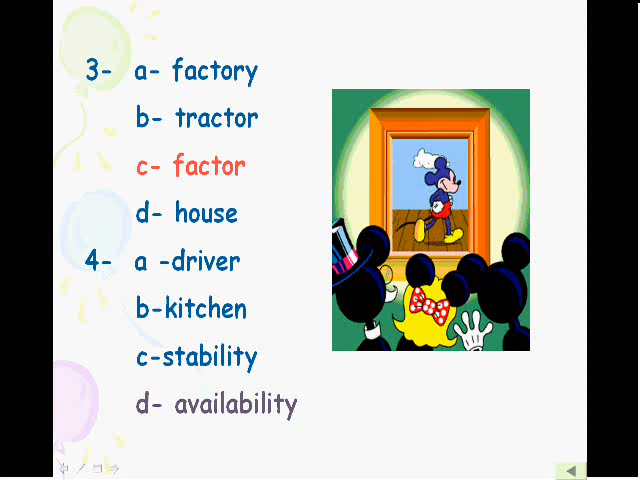 3- a- factory
b- tractor
c- factor
d- house
4- a -driver
b-kitchen
c-stability
d- availability